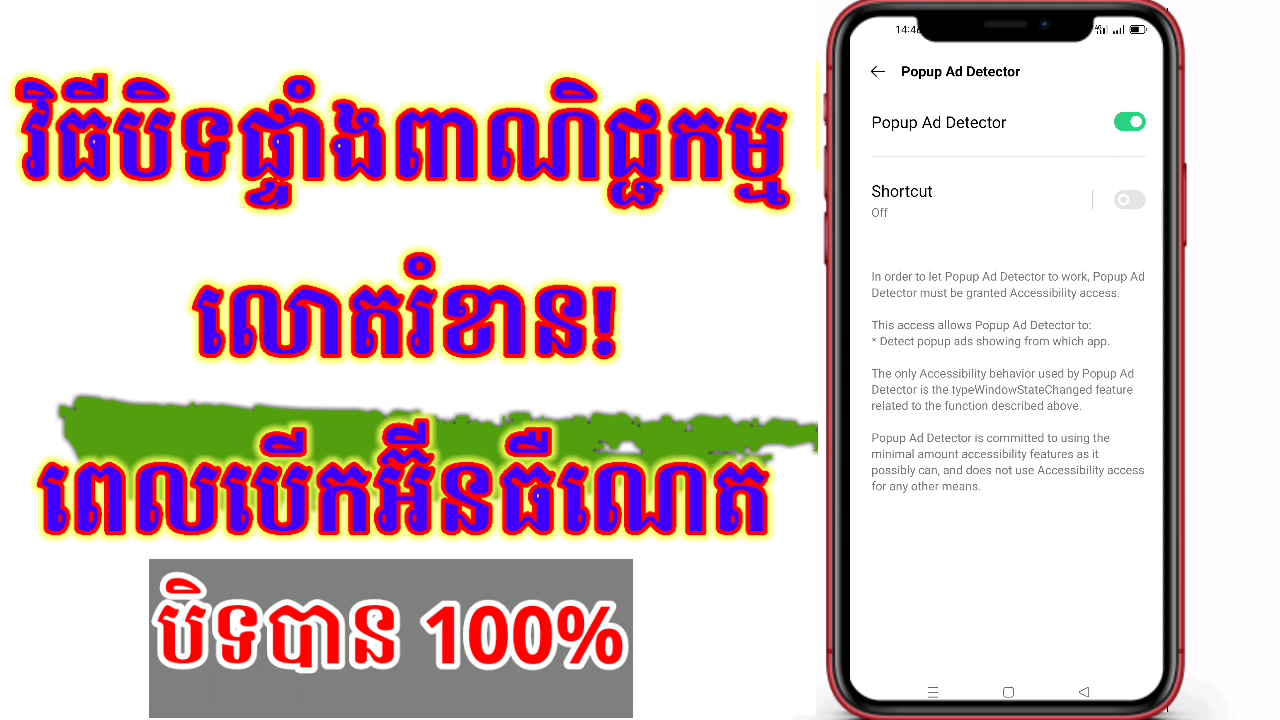 វិធីបិទផ្ទាំងពាណិជ្ជកម្ម
លោតរំខាន!
ពេលបើកអ៊ីនធឺណេត
បិទបាន 100%
Popup Ad Detector
Popup Ad Detector
Shortcut
Off
In order to let Popup Ad Detector to work, Popup Ad
Detector must be granted Accessibility access.
This access allows Popup Ad Detector to:
* Detect popup ads showing from which app.
The only Accessibility behavior used by Popup Ad
Detector is the typeWindowStateChanged feature
related to the function described above.
Popup Ad Detector is committed to using the
minimal amount accessibility features as it
possibly can, and does not use Accessibility access
for any other means.